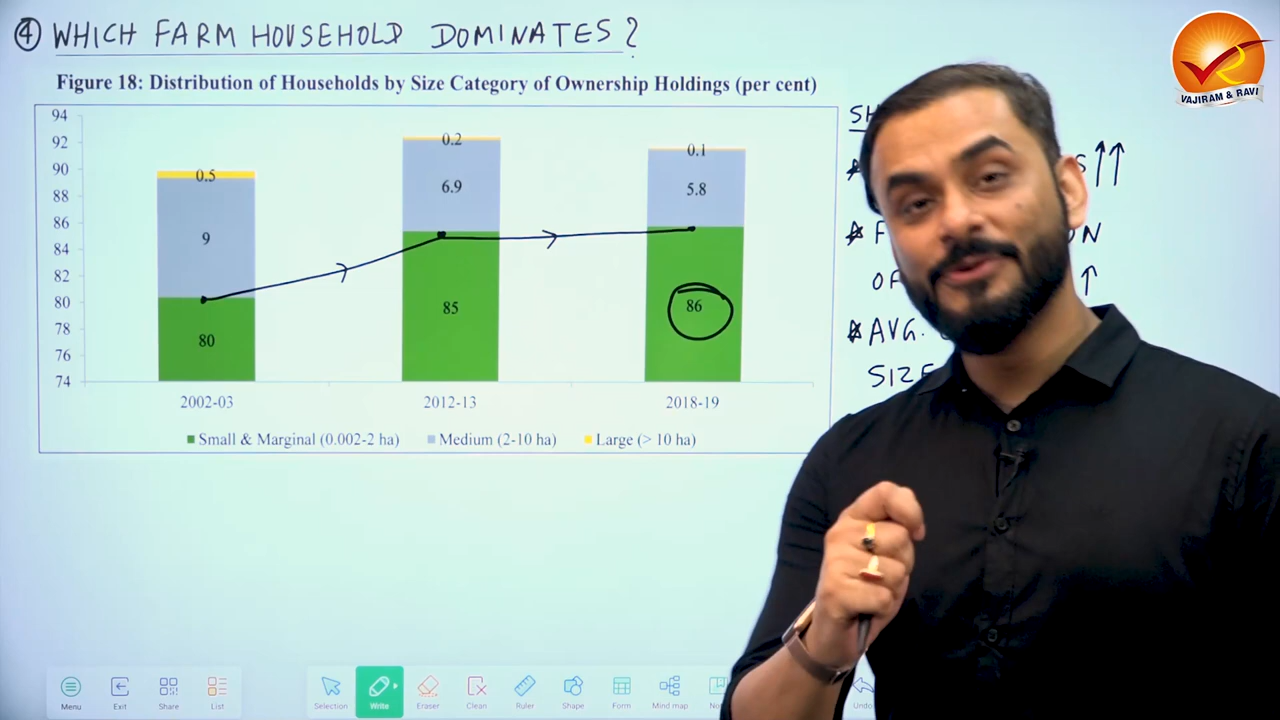 ④ WHICH FARM HOUSEHOLD DOMINATES?
Figure 18: Distribution of Households by Size Category of Ownership Holdings (per cent)
94
92
90
88
86
84
82
80
78
76
74
0.5
9
80
0.2
6.9
85
0.1
5.8
86
2002-03
2012-13
2018-19
Small & Marginal (0.002-2 ha)
Medium (2-10 ha)
Large (> 10 ha)
AVG.
VAJIRAM & RAVI
Menu
Exit
Share
List
Selection
Write
Eraser
Clean
Ruler
Shape
Form
Mind map
Undo